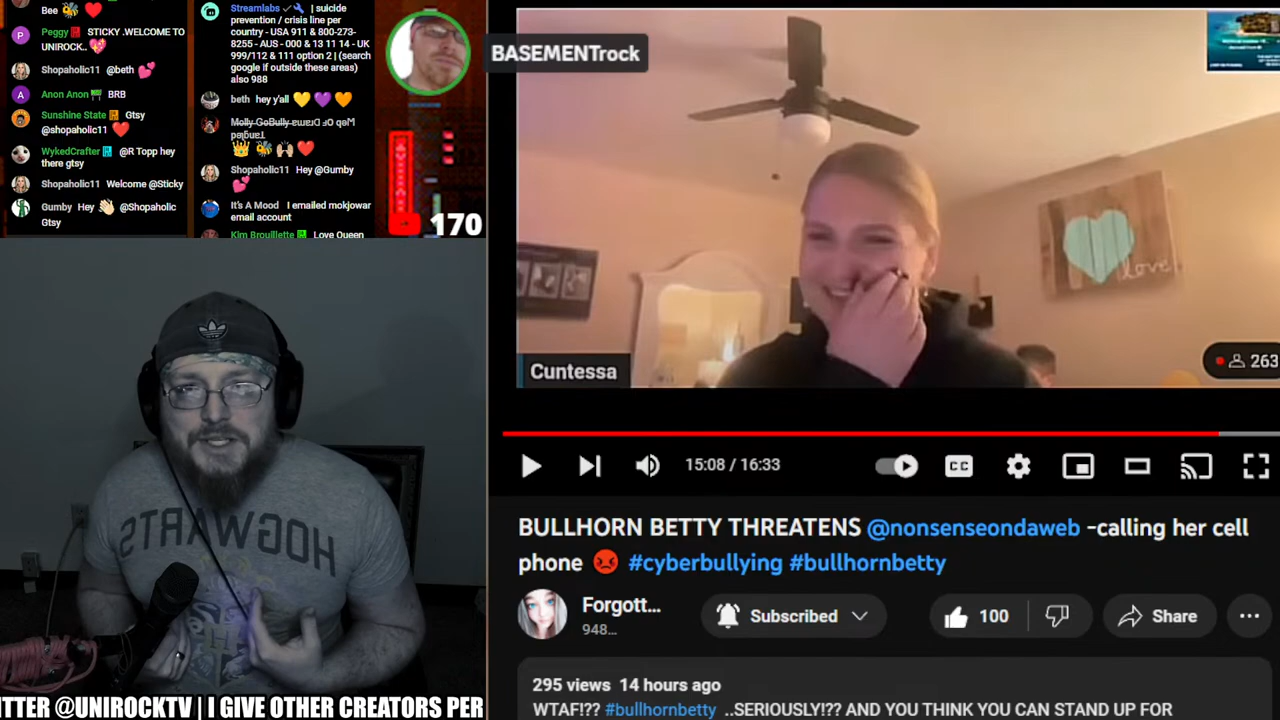 Bee 🐝 ❤️
Peggy STICKY .WELCOME TO
UNIROCK.. 💖
Shopaholic11 @beth 💕
Anon Anon BRB
Sunshine State Gtsy
@shopaholic11 ❤️
WykedCrafter @R Topp hey
there gtsy
Shopaholic11 Welcome @Sticky
Gumby Hey 👋🏻 @Shopaholic
Gtsy
Streamlabs ✓ 🔧 | suicide
prevention / crisis line per
country - USA 911 & 800-273-
8255 - AUS - 000 & 13 11 14 - UK
999/112 & 111 option 2 | (search
google if outside these areas)
also 988
beth hey y'all 💛 💜 🧡
👑 🐝 🙌🏻 ❤️
Shopaholic11 Hey @Gumby
💕
It's A Mood I emailed mokjowar
email account
Kim Brouillette Love Queen
170
BASEMENTrock
love
Cuntessa
263
HOGWARTS
15:08 / 16:33
CC
BULLHORN BETTY THREATENS @nonsenseondaweb -calling her cell
phone 😡 #cyberbullying #bullhornbetty
Forgott...
948...
Subscribed
100
Share
295 views 14 hours ago
WTAF!?? #bullhornbetty ..SERIOUSLY!?? AND YOU THINK YOU CAN STAND UP FOR
ITTER @UNIROCKTV | I GIVE OTHER CREATORS PER